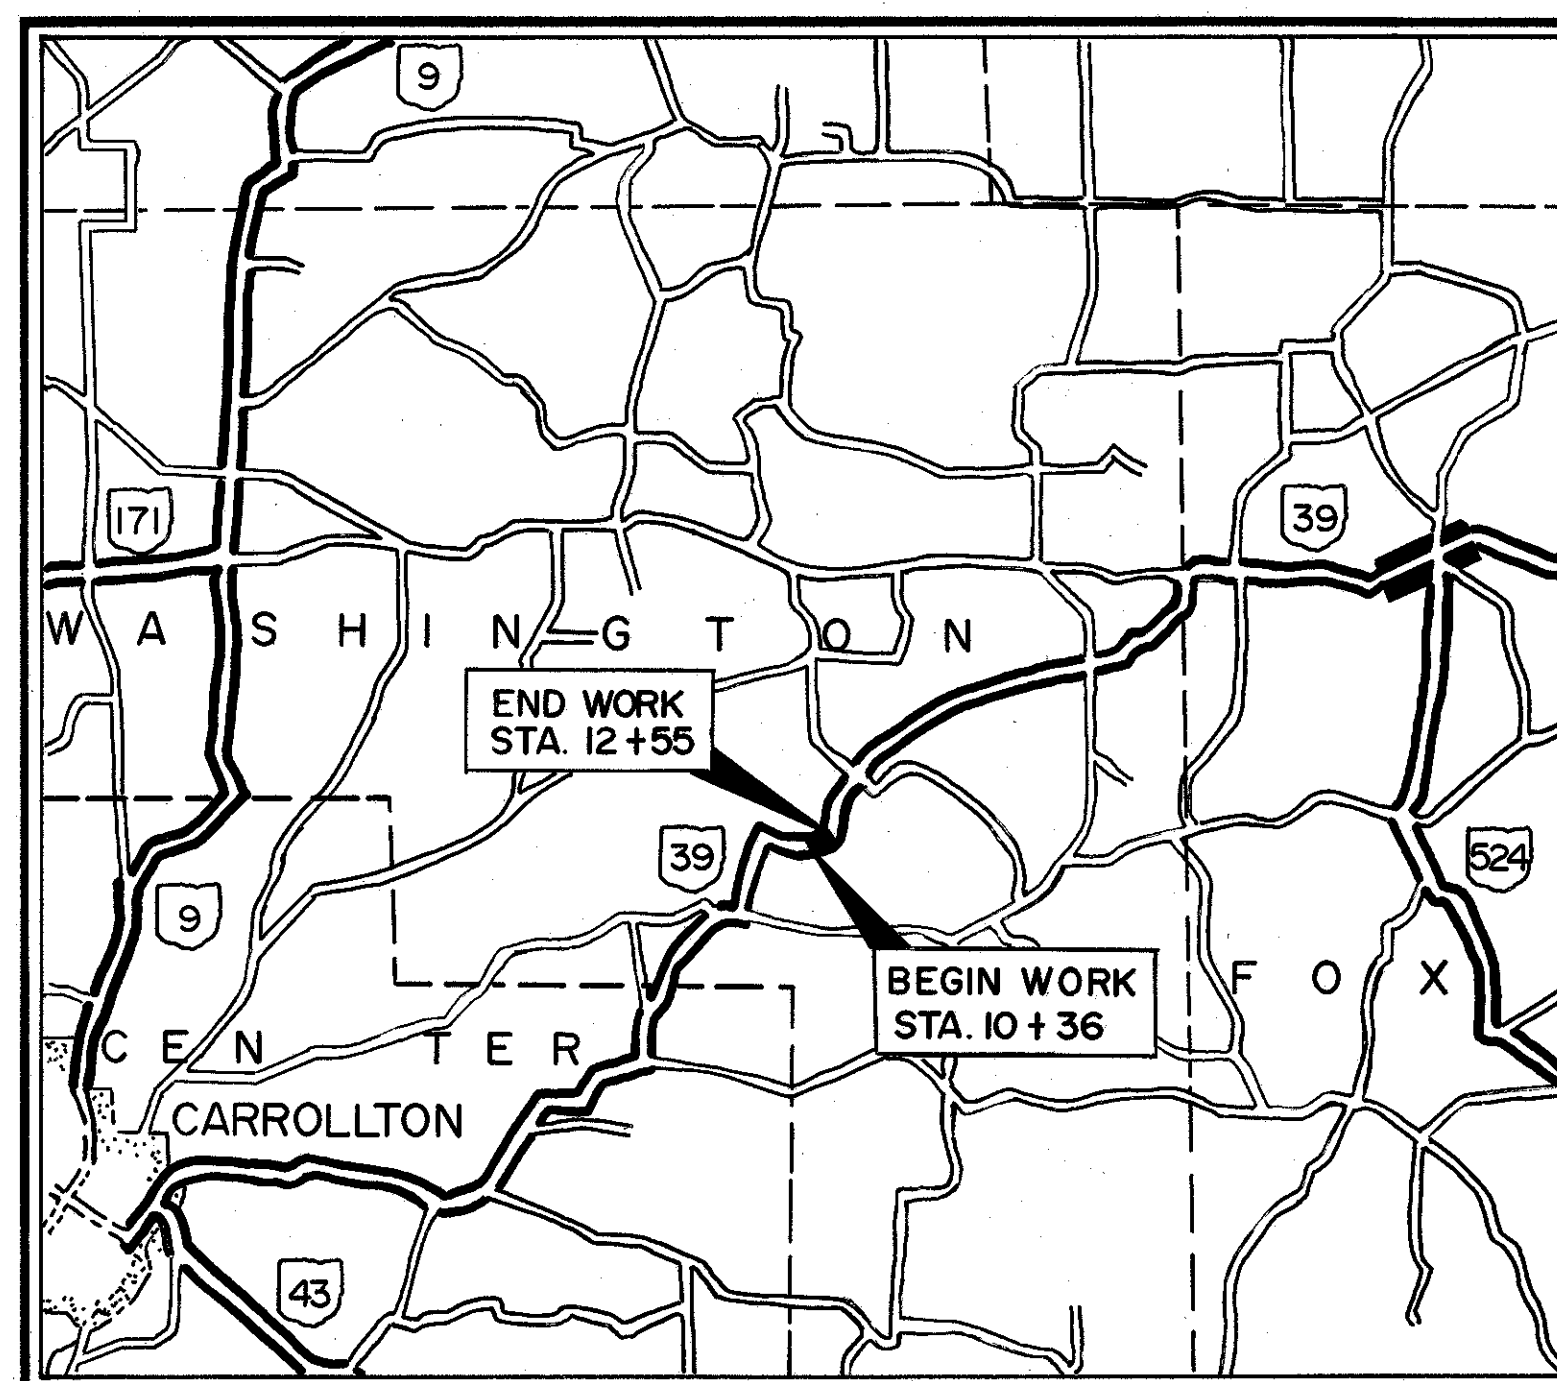 9
171
39
W A S H I N G T O N
END WORK
STA. 12+55
39
524
9
BEGIN WORK
STA. 10+36
F O X
C E N T E R
CARROLLTON
43